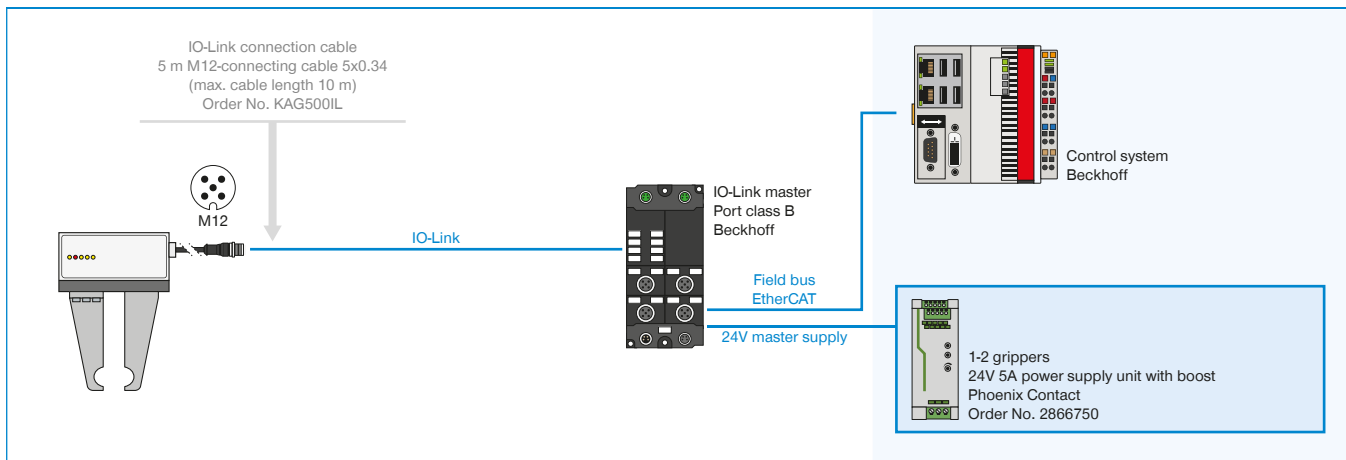 IO-Link connection cable
5 m M12-connecting cable 5x0.34
(max. cable length 10 m)
Order No. KAG500IL
M12
IO-Link
IO-Link master
Port class B
Beckhoff
Field bus
EtherCAT
24V master supply
Control system
Beckhoff
1-2 grippers
24V 5A power supply unit with boost
Phoenix Contact
Order No. 2866750